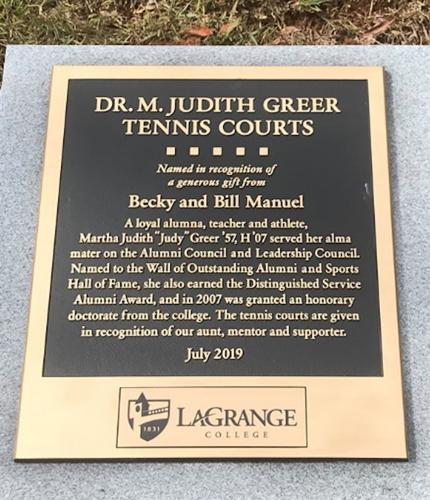 DR. M. JUDITH GREER
TENNIS COURTS
Named in recognition of
a generous gift from
Becky and Bill Manuel
A loyal alumna, teacher and athlete,
Martha Judith "Judy" Greer '57, H '07 served her alma
mater on the Alumni Council and Leadership Council.
Named to the Wall of Outstanding Alumni and Sports
Hall of Fame, she also earned the Distinguished Service
Alumni Award, and in 2007 was granted an honorary
doctorate from the college. The tennis courts are given
in recognition of our aunt, mentor and supporter.
July 2019
1831
LAGRANGE
COLLEGE